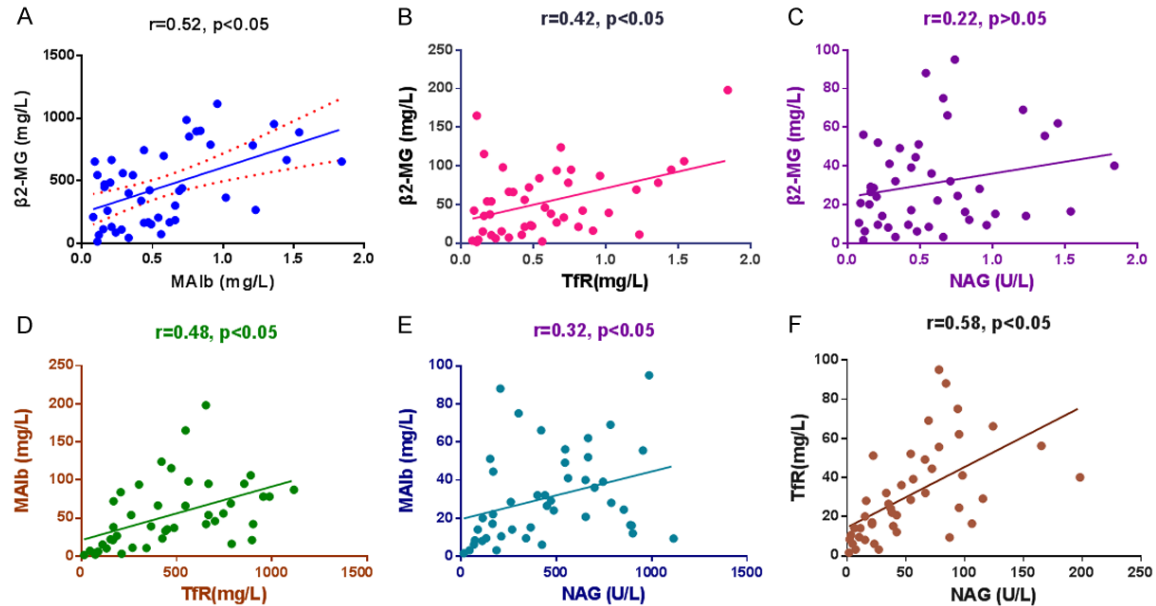 A
r=0.52, p<0.05
β2-MG (mg/L)
1500
1000
500
0
0.0 0.5 1.0 1.5 2.0
MAlb (mg/L)
B
r=0.42, p<0.05
β2-MG (mg/L)
250
200
150
100
50
0
0.0 0.5 1.0 1.5 2.0
TfR(mg/L)
C
r=0.22, p>0.05
β2-MG (mg/L)
100
80
60
40
20
0
0.0 0.5 1.0 1.5 2.0
NAG (U/L)
D
r=0.48, p<0.05
MAlb (mg/L)
250
200
150
100
50
0
0 500 1000 1500
TfR(mg/L)
E
r=0.32, p<0.05
MAlb (mg/L)
100
80
60
40
20
0
0 500 1000 1500
NAG (U/L)
F
r=0.58, p<0.05
TfR(mg/L)
100
80
60
40
20
0
0 50 100 150 200 250
NAG (U/L)